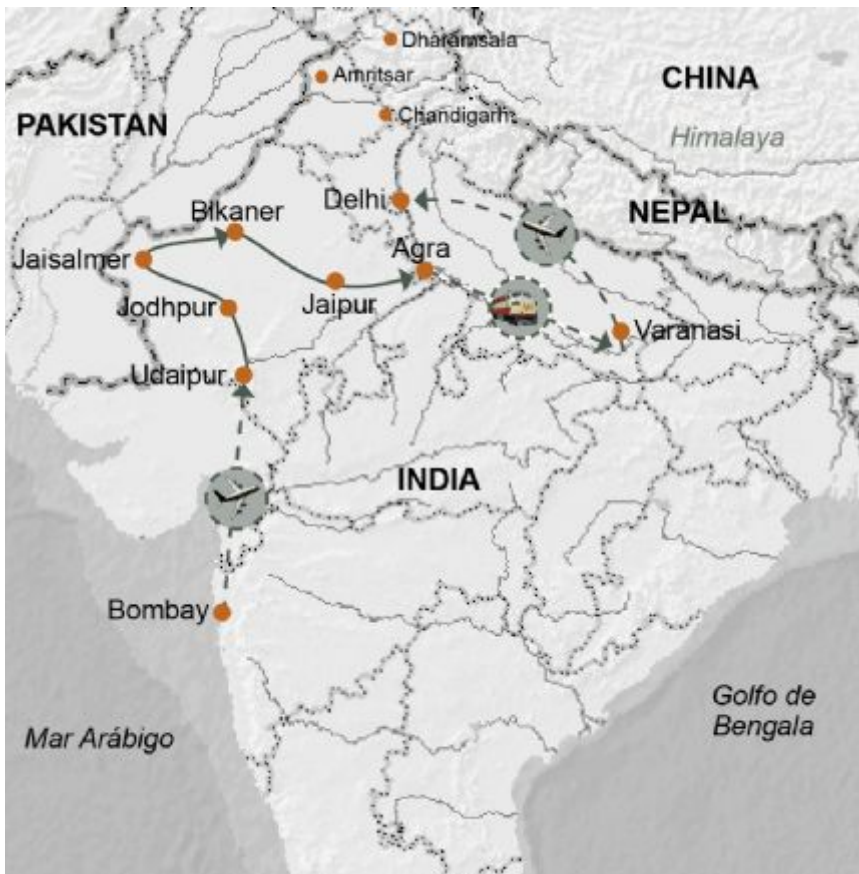 Dharamsala
Amritsar
CHINA
PAKISTAN
Chandigarh
Himalaya
Delhi
NEPAL
Bikaner
Agra
Jaisalmer
Jaipur
Jodhpur
Varanasi
Udaipur
INDIA
Bombay
Golfo de
Bengala
Mar Arábigo